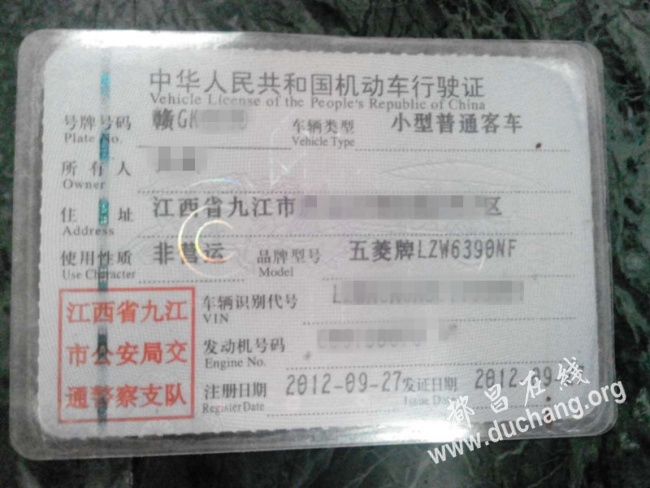 中华人民共和国机动车行驶证
Vehicle License of the People's Republic of China
号牌号码 赣GK 车辆类型 小型普通客车
Plate No. Vehicle Type
所有人
Owner
住址 江西省九江市 区
Address
使用性质 非营运 品牌型号 五菱牌LZW6390NF
Use Character Model
江西省九江
市公安局交
通警察支队
车辆识别代号
VIN
发动机号码
Engine No.
注册日期 2012-09-27 发证日期 2012-09
Register Date Issue Date
都昌在线
www.duchang.org